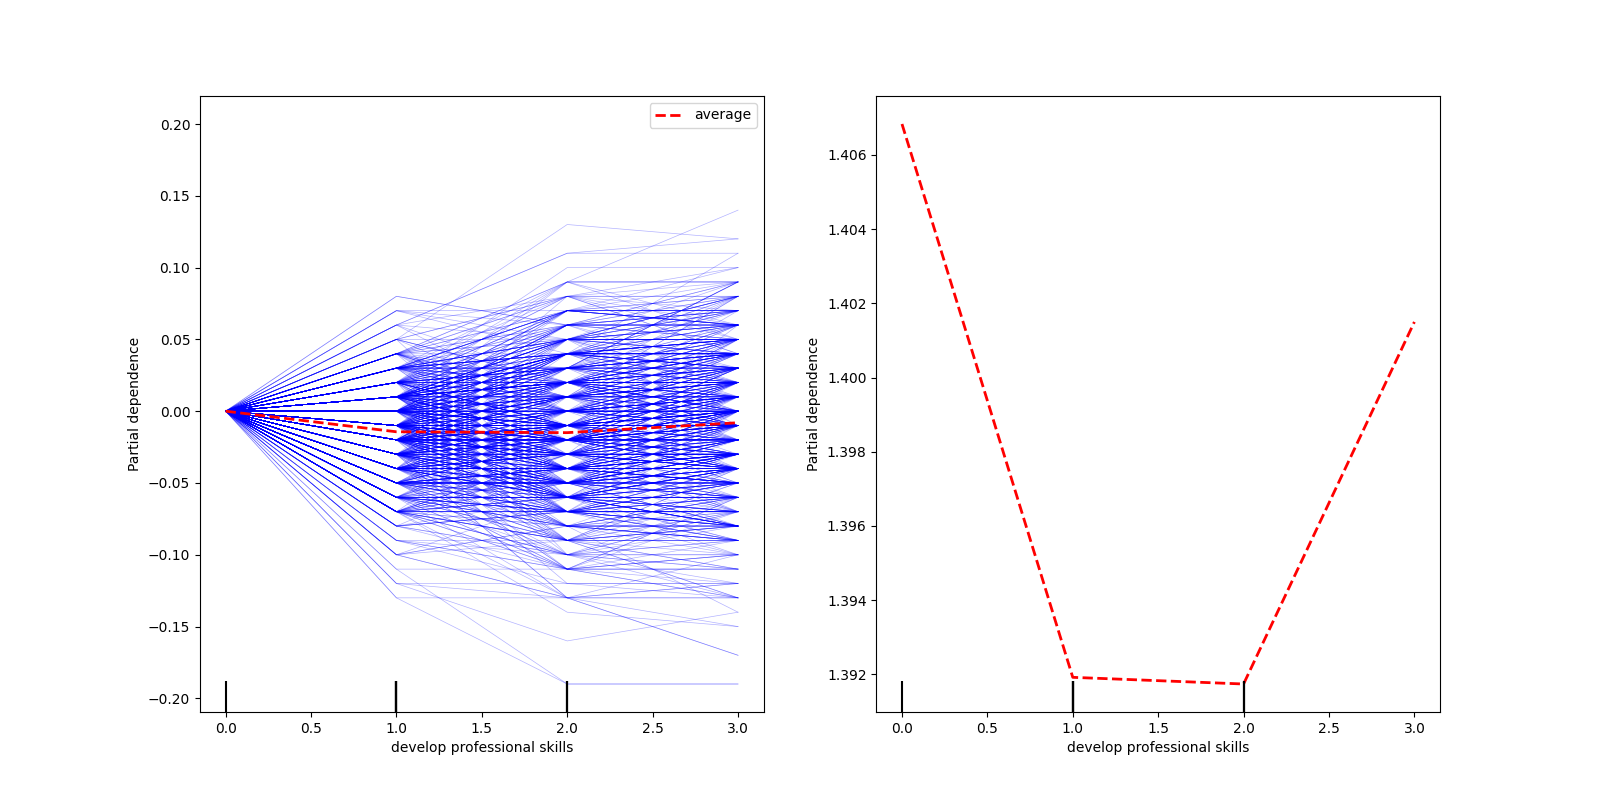 average
0.20
0.15
0.10
0.05
0.00
−0.05
−0.10
−0.15
−0.20
Partial dependence
0.0 0.5 1.0 1.5 2.0 2.5 3.0
develop professional skills
1.406
1.404
1.402
1.400
1.398
1.396
1.394
1.392
Partial dependence
0.0 0.5 1.0 1.5 2.0 2.5 3.0
develop professional skills